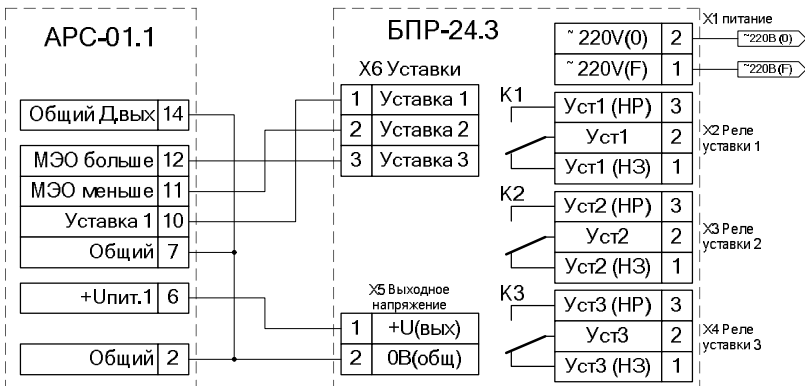 АРС-01.1
Общий Д.вых 14
МЭО больше 12
МЭО меньше 11
Уставка 1 10
Общий 7
+Uпит.1 6
Общий 2
БПР-24.3
X6 Уставки
1 Уставка 1
2 Уставка 2
3 Уставка 3
X5 Выходное
напряжение
1 +U(вых)
2 0В(общ)
X1 питание
~220V(0) 2
~220В (0)
~220V(F) 1
~220В(F)
K1
Уст1 (НР) 3
Уст1 2
Уст1 (НЗ) 1
X2 Реле
уставки 1
K2
Уст2 (НР) 3
Уст2 2
Уст2 (НЗ) 1
X3 Реле
уставки 2
K3
Уст3 (НР) 3
Уст3 2
Уст3 (НЗ) 1
X4 Реле
уставки 3